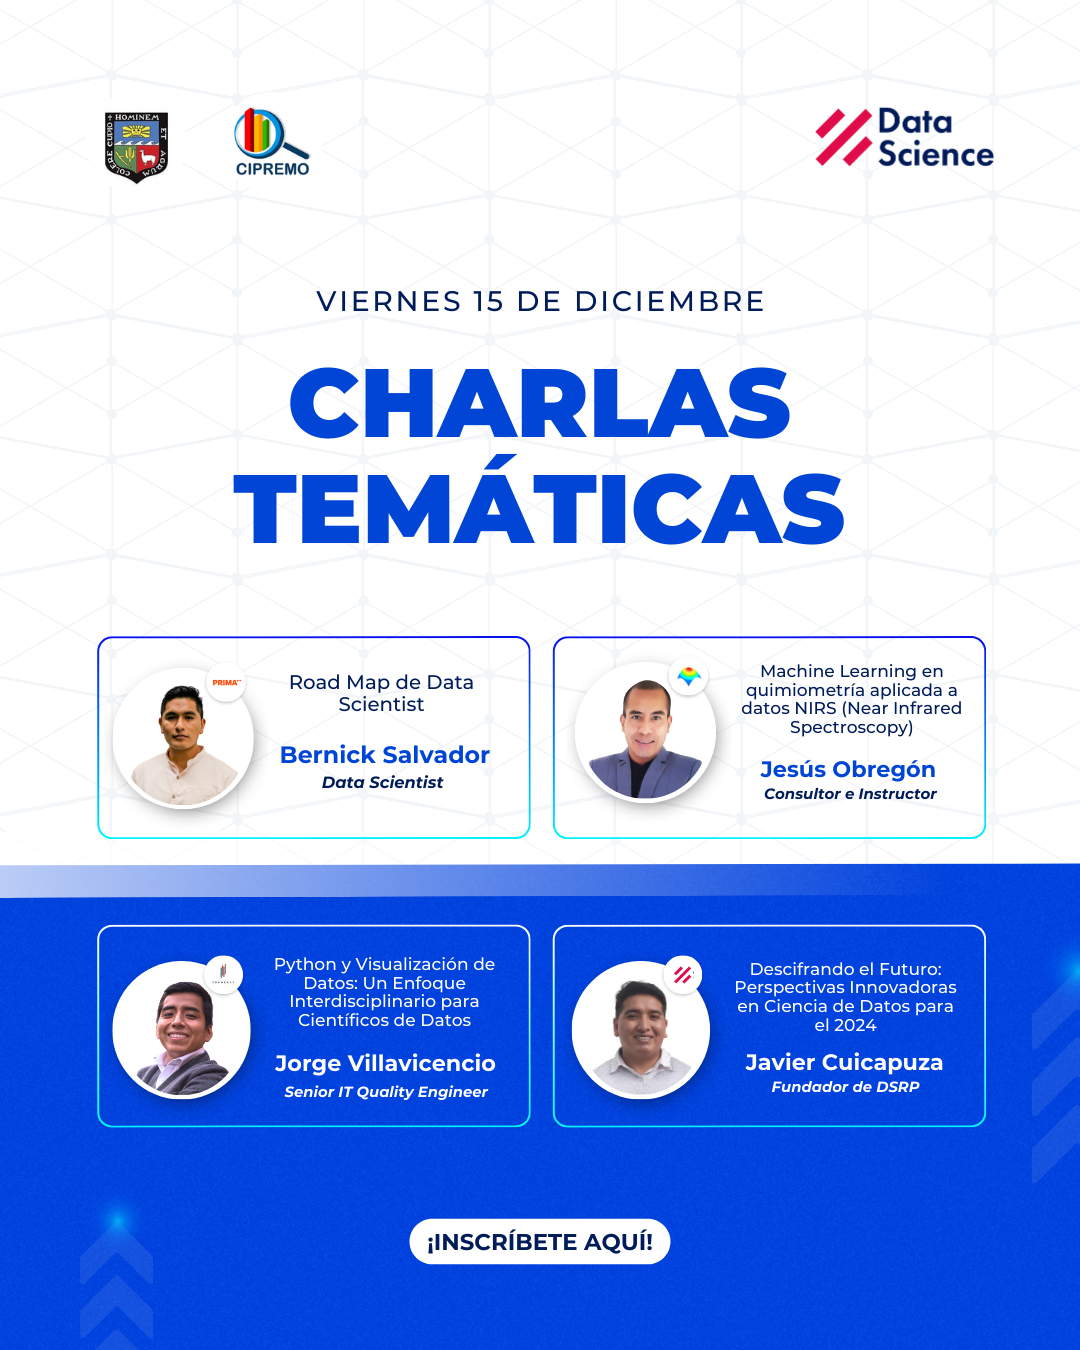 HOMINEM
ET
AGRUM
COLERE
CUPIO
CIPREMO
Data
Science
VIERNES 15 DE DICIEMBRE
CHARLAS
TEMÁTICAS
PRIMA
Road Map de Data
Scientist
Bernick Salvador
Data Scientist
Machine Learning en
quimiometría aplicada a
datos NIRS (Near Infrared
Spectroscopy)
Jesús Obregón
Consultor e Instructor
Python y Visualización de
Datos: Un Enfoque
Interdisciplinario para
Científicos de Datos
Jorge Villavicencio
Senior IT Quality Engineer
Descifrando el Futuro:
Perspectivas Innovadoras
en Ciencia de Datos para
el 2024
Javier Cuicapuza
Fundador de DSRP
¡INSCRÍBETE AQUÍ!